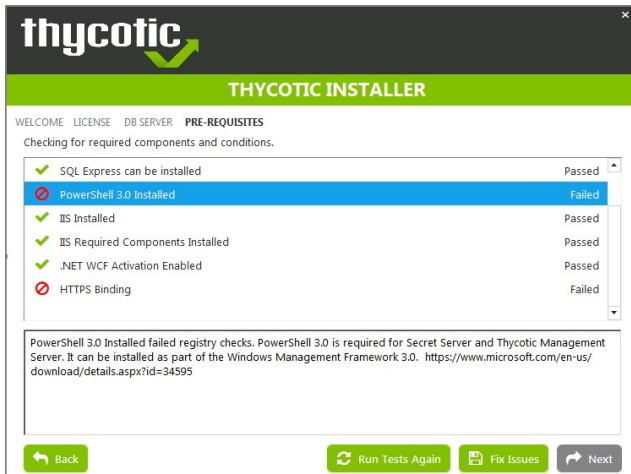 thycotic
THYCOTIC INSTALLER
WELCOME LICENSE DB SERVER PRE-REQUISITES
Checking for required components and conditions.
SQL Express can be installed Passed
PowerShell 3.0 Installed Failed
IIS Installed Passed
IIS Required Components Installed Passed
.NET WCF Activation Enabled Passed
HTTPS Binding Failed
PowerShell 3.0 Installed failed registry checks. PowerShell 3.0 is required for Secret Server and Thycotic Management
Server. It can be installed as part of the Windows Management Framework 3.0. https://www.microsoft.com/en-us/
download/details.aspx?id=34595
Back Run Tests Again Fix Issues Next